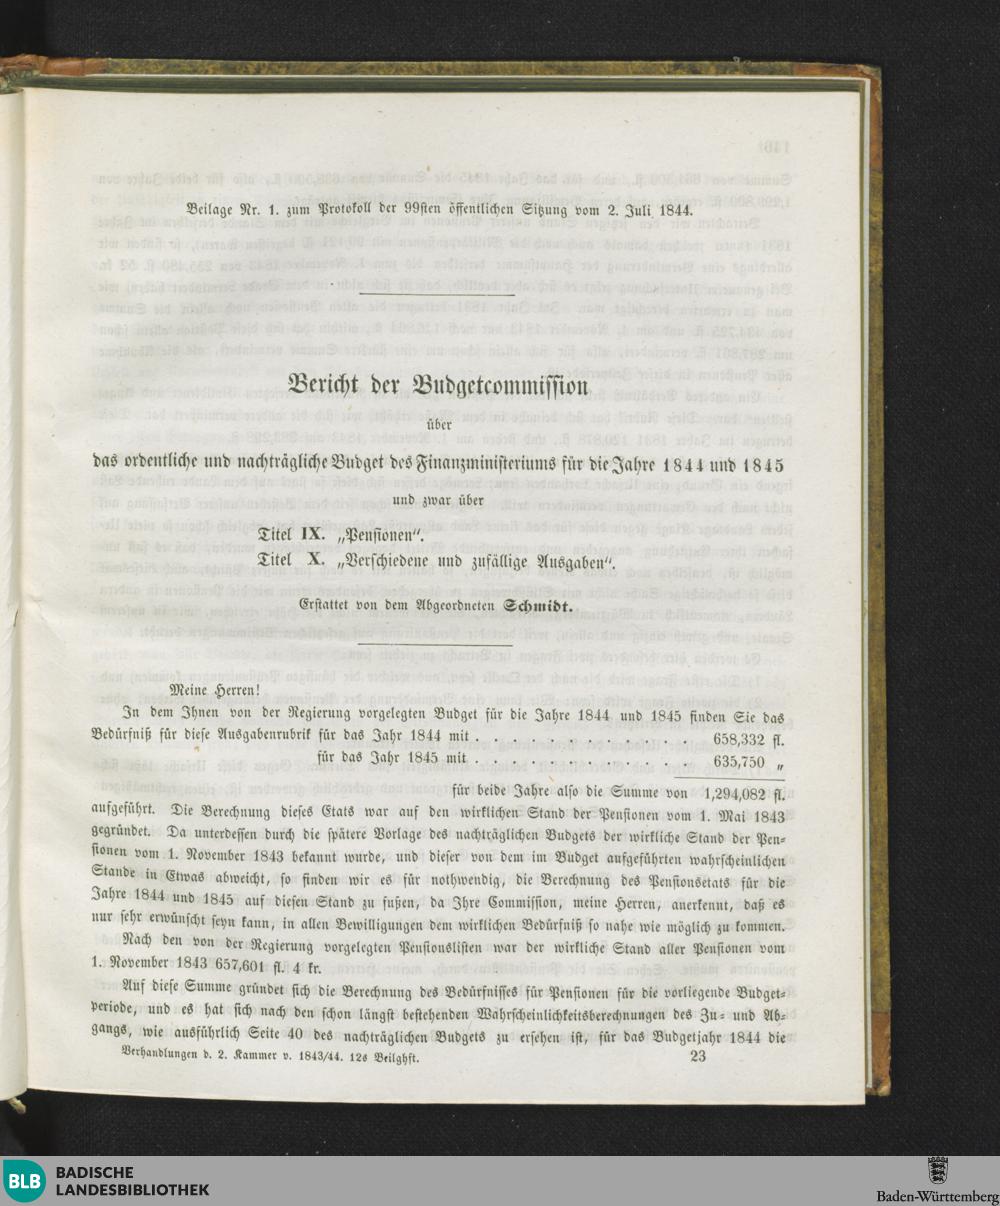 Beilage Nr. 1. zum Protokoll der 99sten öffentlichen Sitzung vom 2. Juli 1844.
Bericht der Budgetcommission
über
das ordentliche und nachträgliche Budget des Finanzministeriums für die Jahre 1844 und 1845
und zwar über
Titel IX. „Pensionen“.
Titel X. „Verschiedene und zufällige Ausgaben“.
Erstattet von dem Abgeordneten Schmidt.
Meine Herren!
In dem Ihnen von der Regierung vorgelegten Budget für die Jahre 1844 und 1845 finden Sie das
Bedürfniß für diese Ausgabenrubrik für das Jahr 1844 mit . . . . . . . . . . . . 658,332 fl.
für das Jahr 1845 mit . . . . . . . . . . . . 635,750 „
für beide Jahre also die Summe von 1,294,082 fl.
aufgeführt. Die Berechnung dieses Etats war auf den wirklichen Stand der Pensionen vom 1. Mai 1843
gegründet. Da unterdessen durch die spätere Vorlage des nachträglichen Budgets der wirkliche Stand der Pen-
sionen vom 1. November 1843 bekannt wurde, und dieser von dem im Budget aufgeführten wahrscheinlichen
Stande in Etwas abweicht, so finden wir es für nothwendig, die Berechnung des Pensionsetats für die
Jahre 1844 und 1845 auf diesen Stand zu fußen, da Ihre Commission, meine Herren, anerkennt, daß es
nur sehr erwünscht seyn kann, in allen Bewilligungen dem wirklichen Bedürfniß so nahe wie möglich zu kommen.
Nach den von der Regierung vorgelegten Pensionslisten war der wirkliche Stand aller Pensionen vom
1. November 1843 657,601 fl. 4 kr.
Auf diese Summe gründet sich die Berechnung des Bedürfnisses für Pensionen für die vorliegende Budget-
periode, und es hat sich nach den schon längst bestehenden Wahrscheinlichkeitsberechnungen des Zu- und Ab-
gangs, wie ausführlich Seite 40 des nachträglichen Budgets zu ersehen ist, für das Budgetjahr 1844 die
Verhandlungen d. 2. Kammer v. 1843/44. 12s Beilghft. 23
BLB BADISCHE
LANDESBIBLIOTHEK
Baden-Württemberg